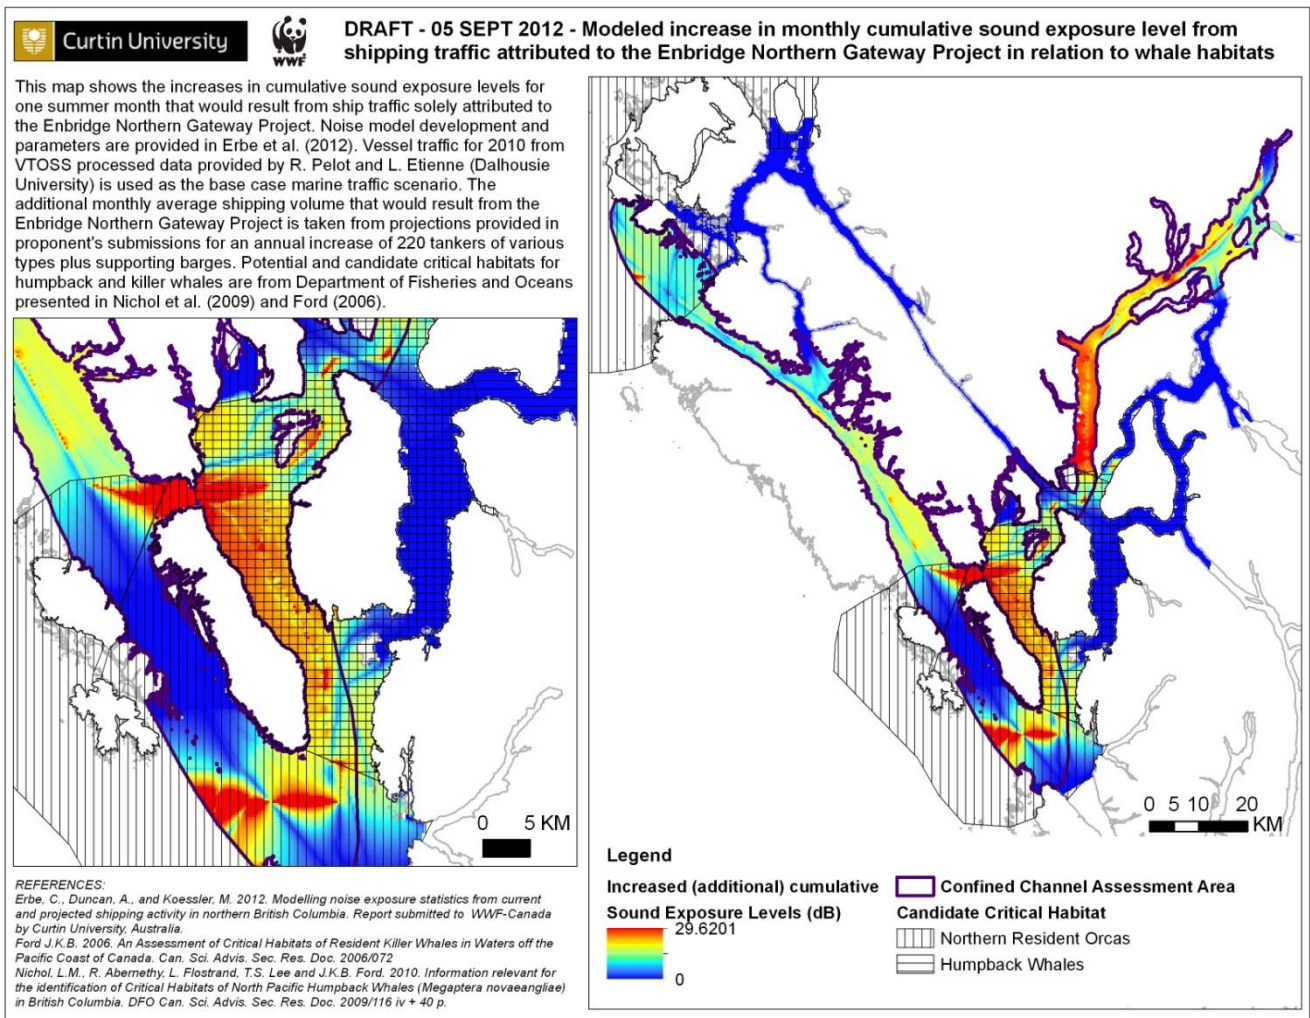 Curtin University
WWF
DRAFT - 05 SEPT 2012 - Modeled increase in monthly cumulative sound exposure level from
shipping traffic attributed to the Enbridge Northern Gateway Project in relation to whale habitats
This map shows the increases in cumulative sound exposure levels for
one summer month that would result from ship traffic solely attributed to
the Enbridge Northern Gateway Project. Noise model development and
parameters are provided in Erbe et al. (2012). Vessel traffic for 2010 from
VTOSS processed data provided by R. Pelot and L. Etienne (Dalhousie
University) is used as the base case marine traffic scenario. The
additional monthly average shipping volume that would result from the
Enbridge Northern Gateway Project is taken from projections provided in
proponent's submissions for an annual increase of 220 tankers of various
types plus supporting barges. Potential and candidate critical habitats for
humpback and killer whales are from Department of Fisheries and Oceans
presented in Nichol et al. (2009) and Ford (2006).
0 5 KM
REFERENCES:
Erbe, C., Duncan, A., and Koessler, M. 2012. Modelling noise exposure statistics from current
and projected shipping activity in northern British Columbia. Report submitted to WWF-Canada
by Curtin University, Australia.
Ford J.K.B. 2006. An Assessment of Critical Habitats of Resident Killer Whales in Waters off the
Pacific Coast of Canada. Can. Sci. Advis. Sec. Res. Doc. 2006/072
Nichol, L.M., R. Abernethy, L. Flostrand, T.S. Lee and J.K.B. Ford. 2010. Information relevant for
the identification of Critical Habitats of North Pacific Humpback Whales (Megaptera novaeangliae)
in British Columbia. DFO Can. Sci. Advis. Sec. Res. Doc. 2009/116 iv + 40 p.
0 5 10 20
KM
Legend
Increased (additional) cumulative
Sound Exposure Levels (dB)
29.6201
0
Confined Channel Assessment Area
Candidate Critical Habitat
Northern Resident Orcas
Humpback Whales